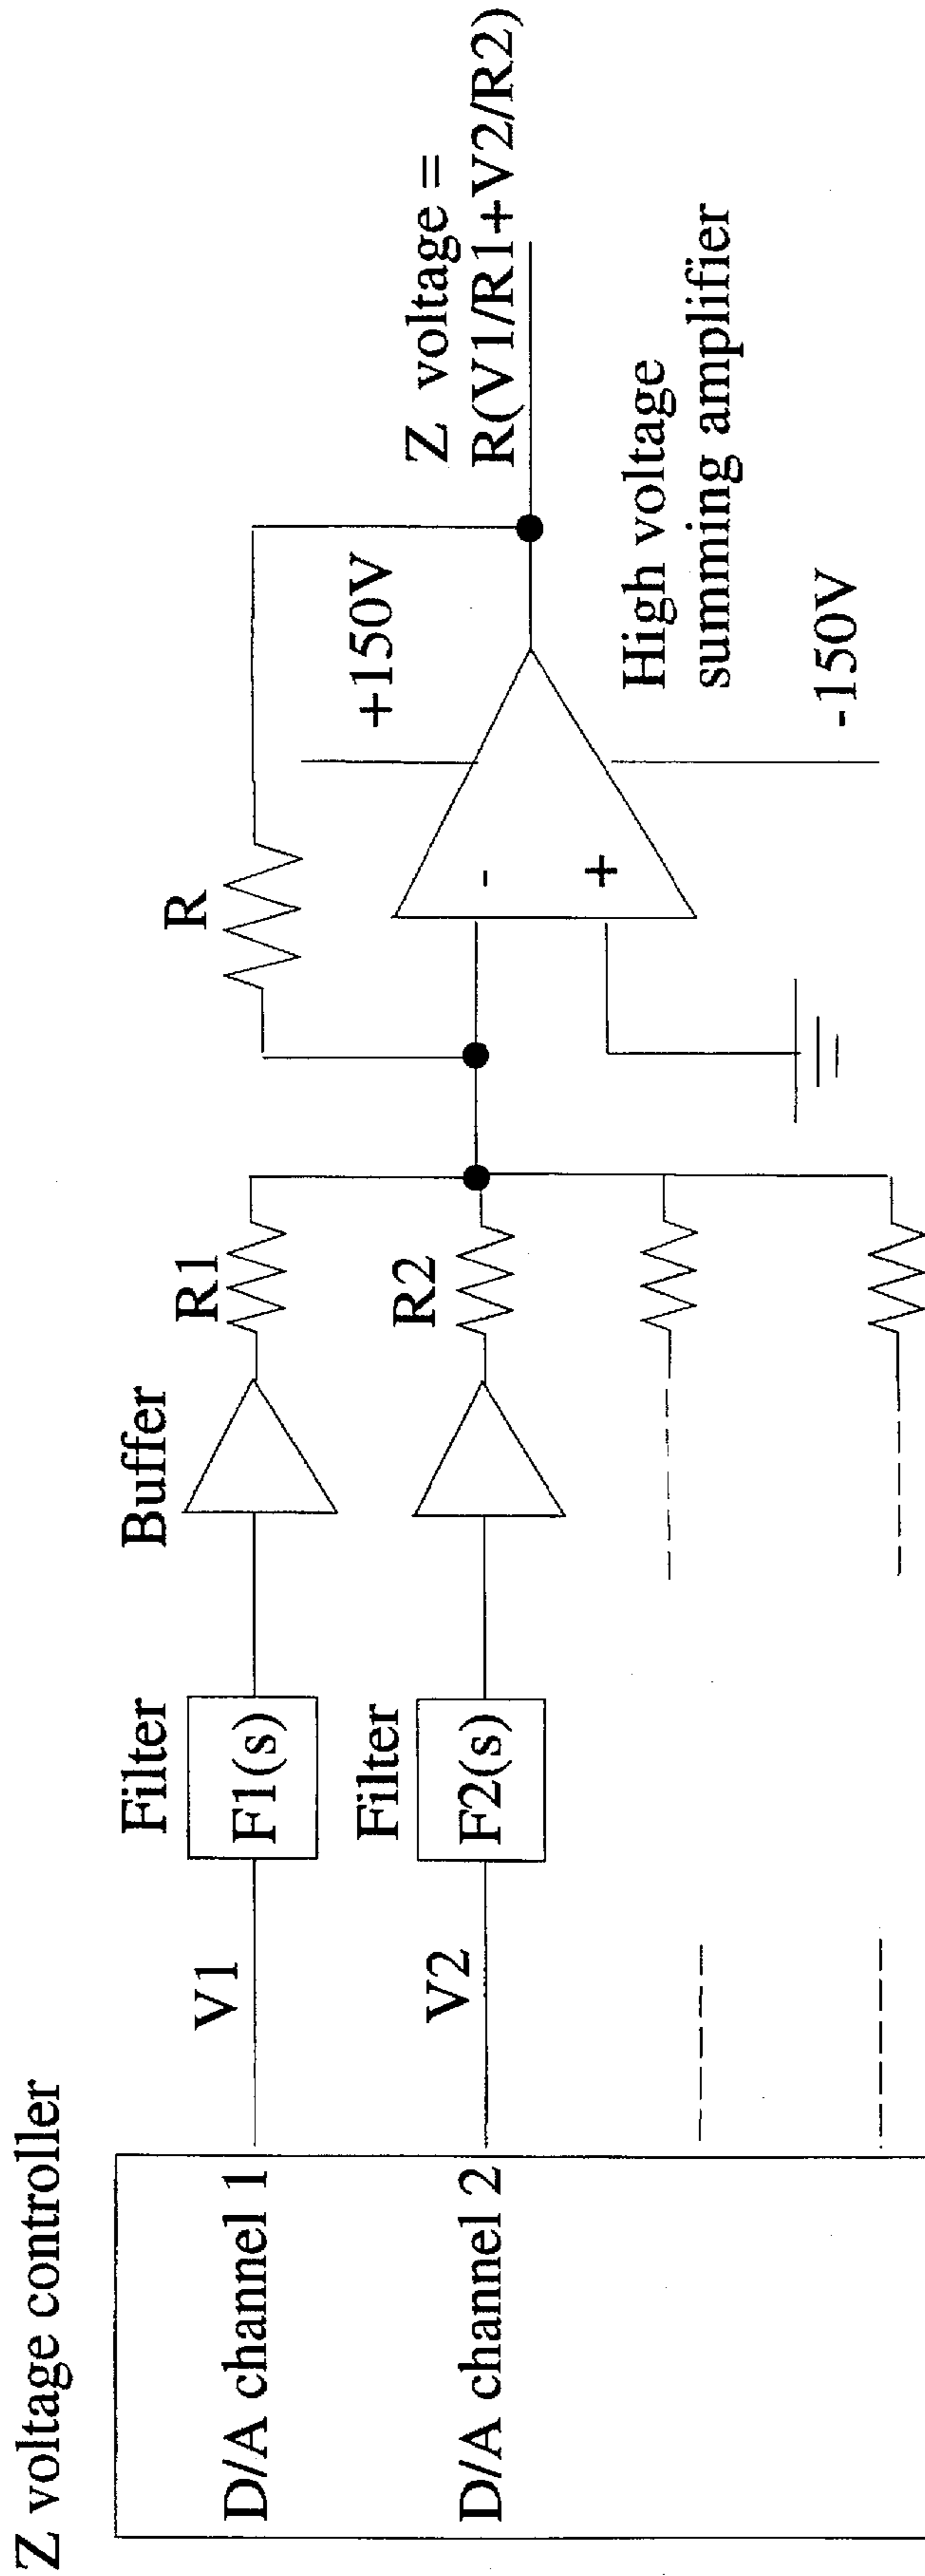 Z voltage controller
D/A channel 1
D/A channel 2
V1
V2
Filter
F1(s)
Filter
F2(s)
Buffer
R1
R2
R
-
+
+150V
-150V
High voltage
summing amplifier
Z voltage =
R(V1/R1+V2/R2)